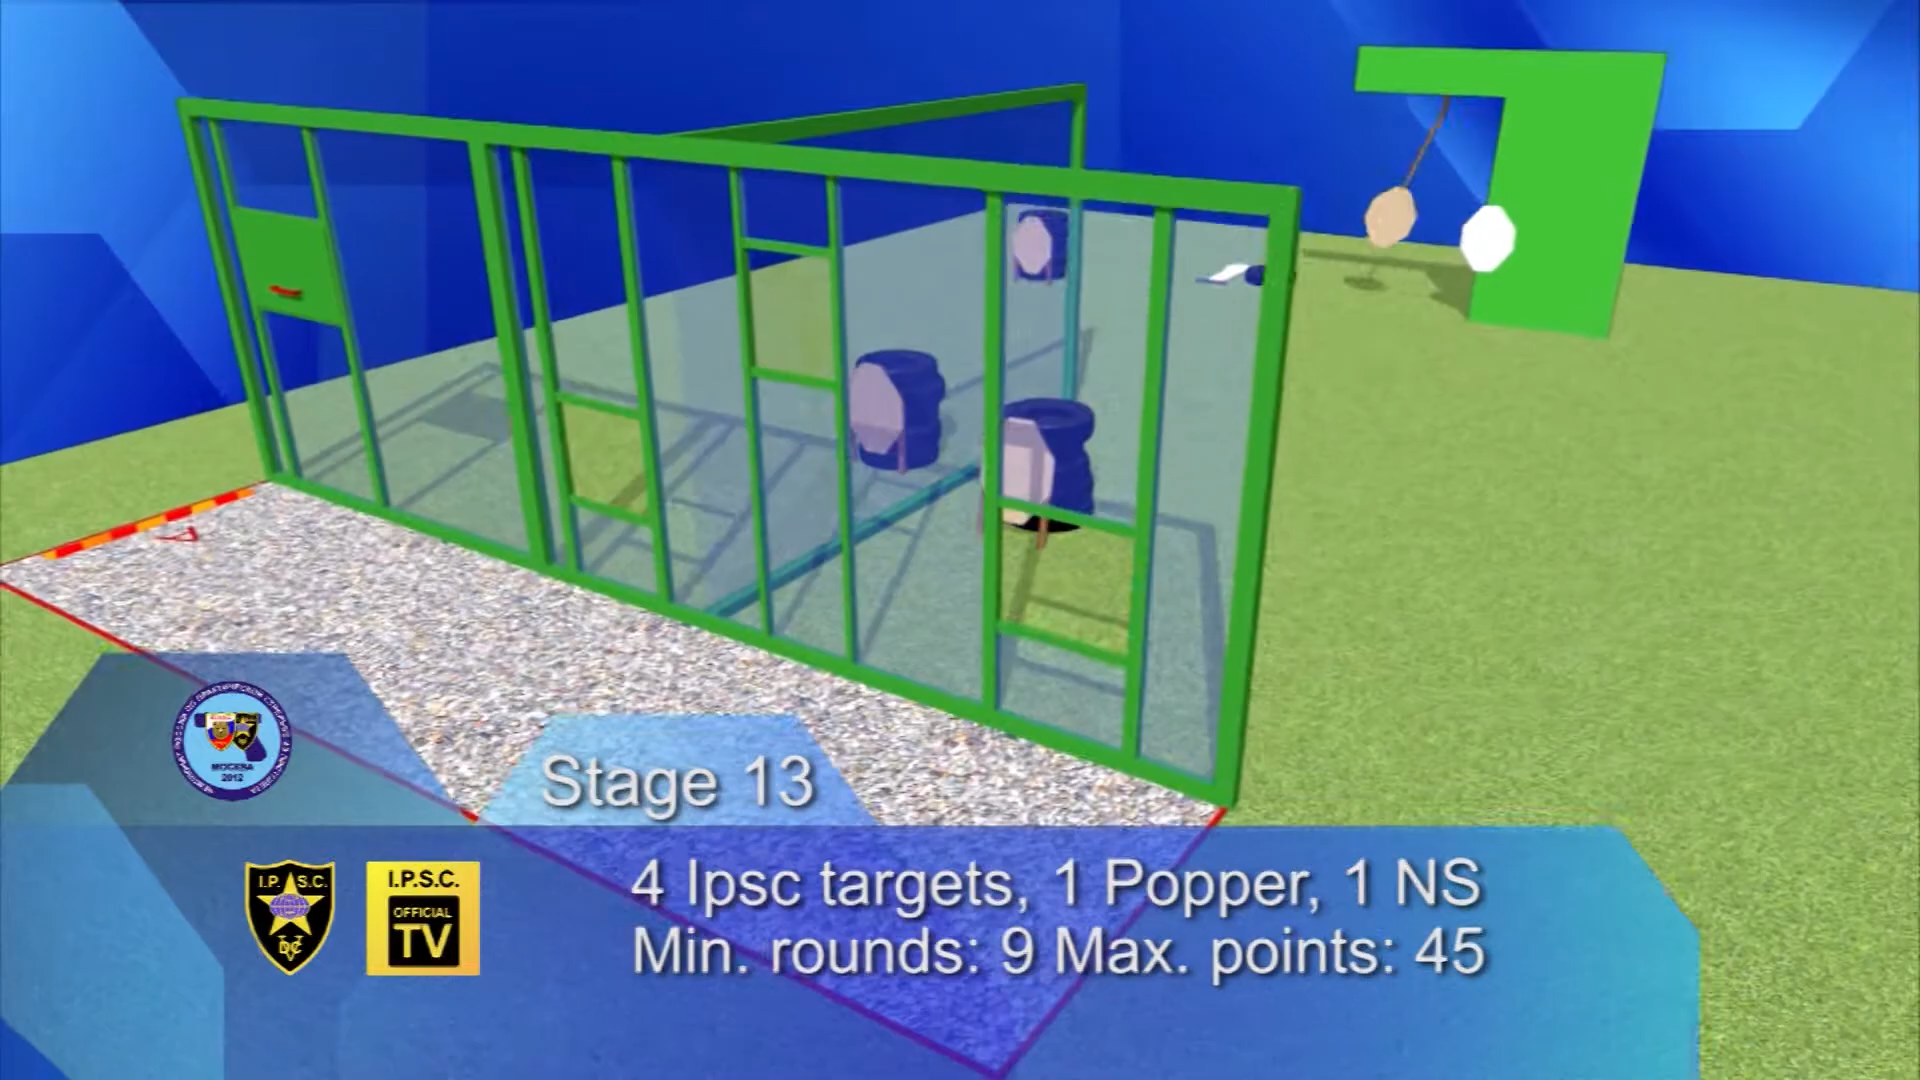 МОСКВА
2012
Stage 13
I.P.S.C.
DVC
I.P.S.C.
OFFICIAL
TV
4 Ipsc targets, 1 Popper, 1 NS
Min. rounds: 9 Max. points: 45